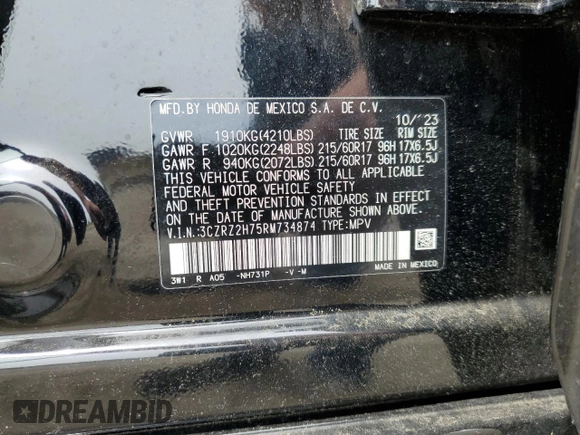 MFD. BY HONDA DE MEXICO S.A. DE C.V.
10/'23
GVWR 1910KG(4210LBS) TIRE SIZE RIM SIZE
GAWR F 1020KG(2248LBS) 215/60R17 96H 17X6.5J
GAWR R 940KG(2072LBS) 215/60R17 96H 17X6.5J
THIS VEHICLE CONFORMS TO ALL APPLICABLE
FEDERAL MOTOR VEHICLE SAFETY
AND THEFT PREVENTION STANDARDS IN EFFECT
ON THE DATE OF MANUFACTURE SHOWN ABOVE.
V.I.N.:3CZRZ2H75RM734874 TYPE:MPV
3W1 R A05 -NH731P -V -M MADE IN MEXICO
DREAMBID